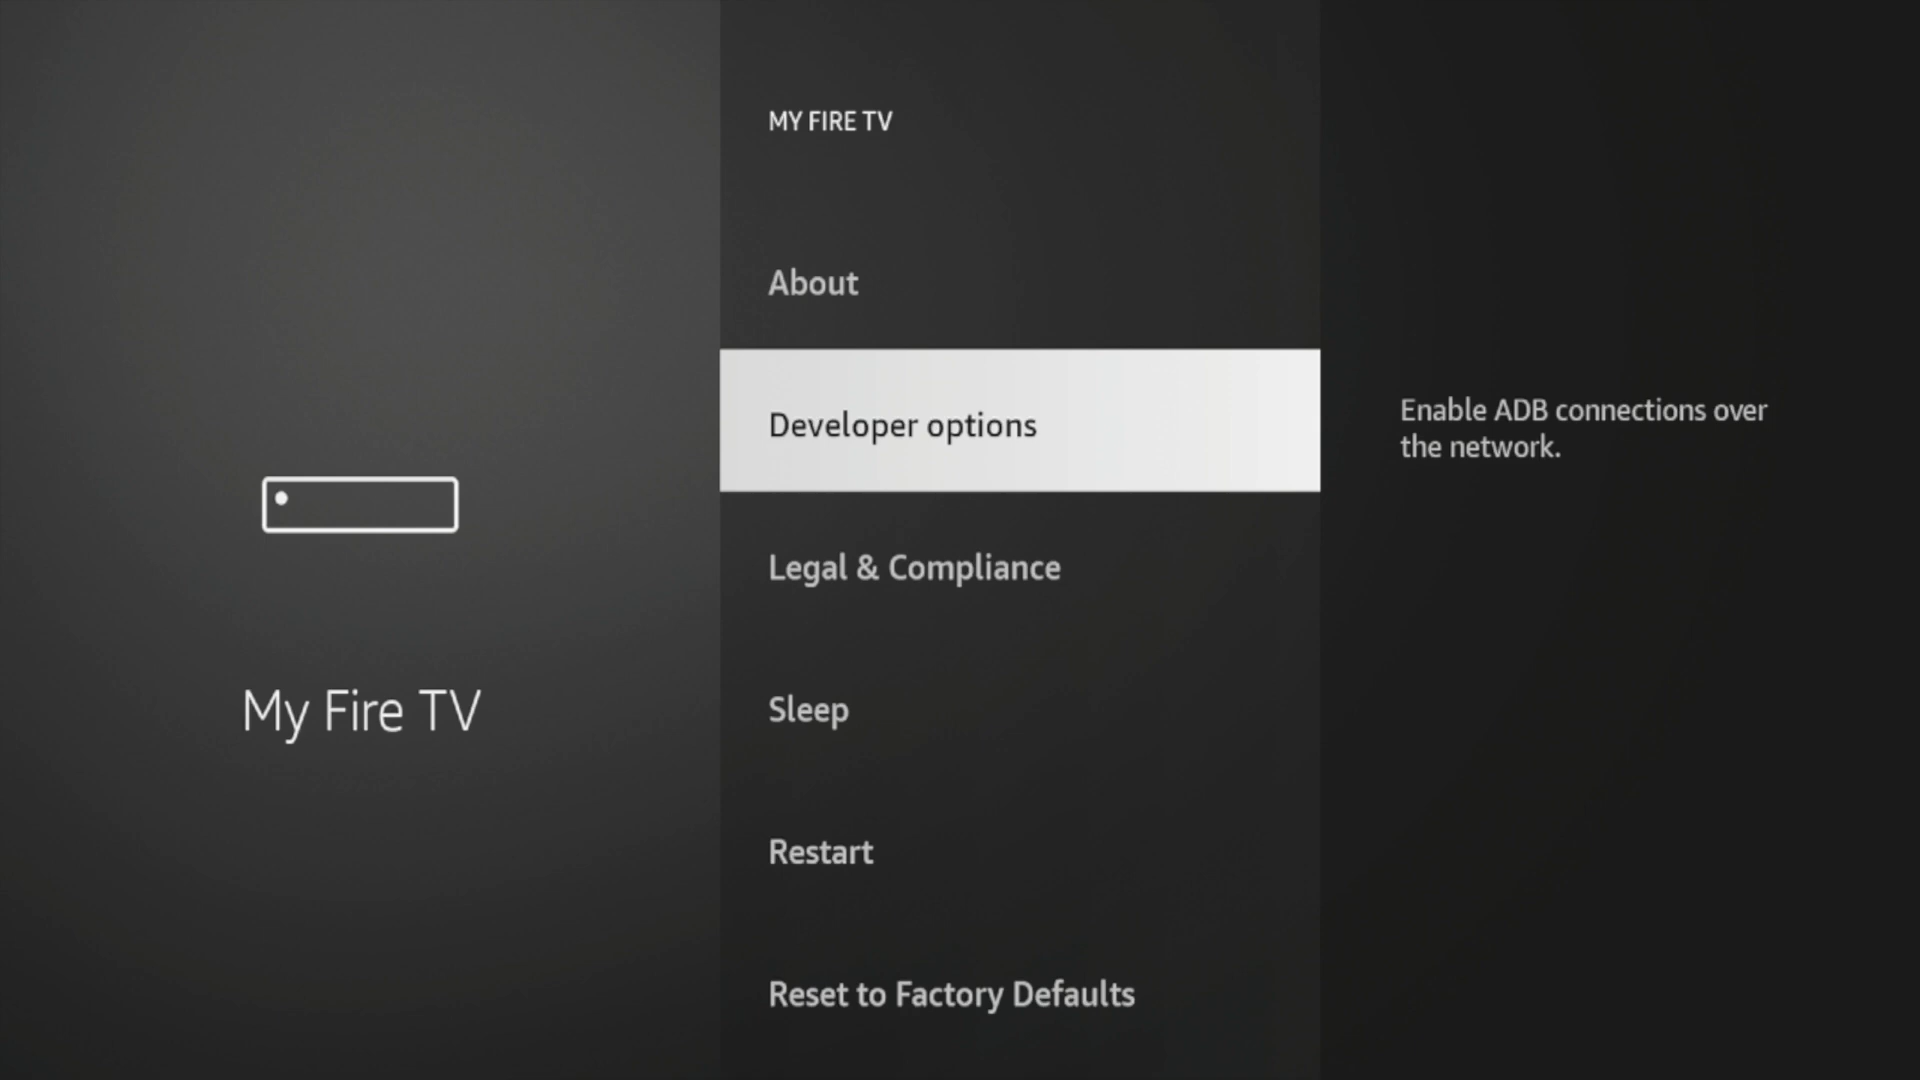 My Fire TV
MY FIRE TV
About
Developer options
Legal & Compliance
Sleep
Restart
Reset to Factory Defaults
Enable ADB connections over
the network.